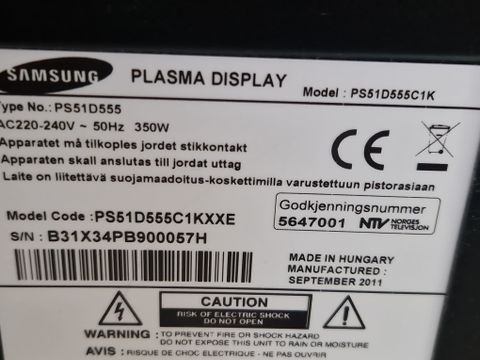 SAMSUNG
PLASMA DISPLAY
Model : PS51D555C1K
Type No.: PS51D555
AC220-240V ~ 50Hz 350W
Apparatet må tilkoples jordet stikkontakt
Apparaten skall anslutas till jordat uttag
Laite on liitettävä suojamaadoitus-koskettimilla varustettuun pistorasiaan
CE
Model Code : PS51D555C1KXXE
S/N : B31X34PB900057H
Godkjenningsnummer
5647001 NTV NORGES TELEVISJON
MADE IN HUNGARY
MANUFACTURED :
SEPTEMBER 2011
CAUTION
RISK OF ELECTRIC SHOCK
DO NOT OPEN
WARNING : TO PREVENT FIRE OR SHOCK HAZARD
DO NOT EXPOSE THIS UNIT TO RAIN OR MOISTURE
AVIS : RISQUE DE CHOC ELECTRIQUE - NE PAS OUVRIR